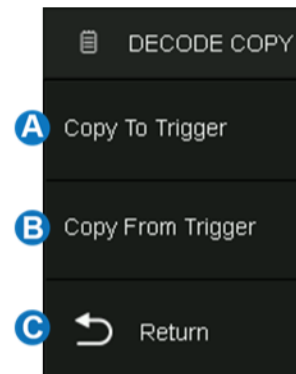 DECODE COPY
A Copy To Trigger
B Copy From Trigger
C Return